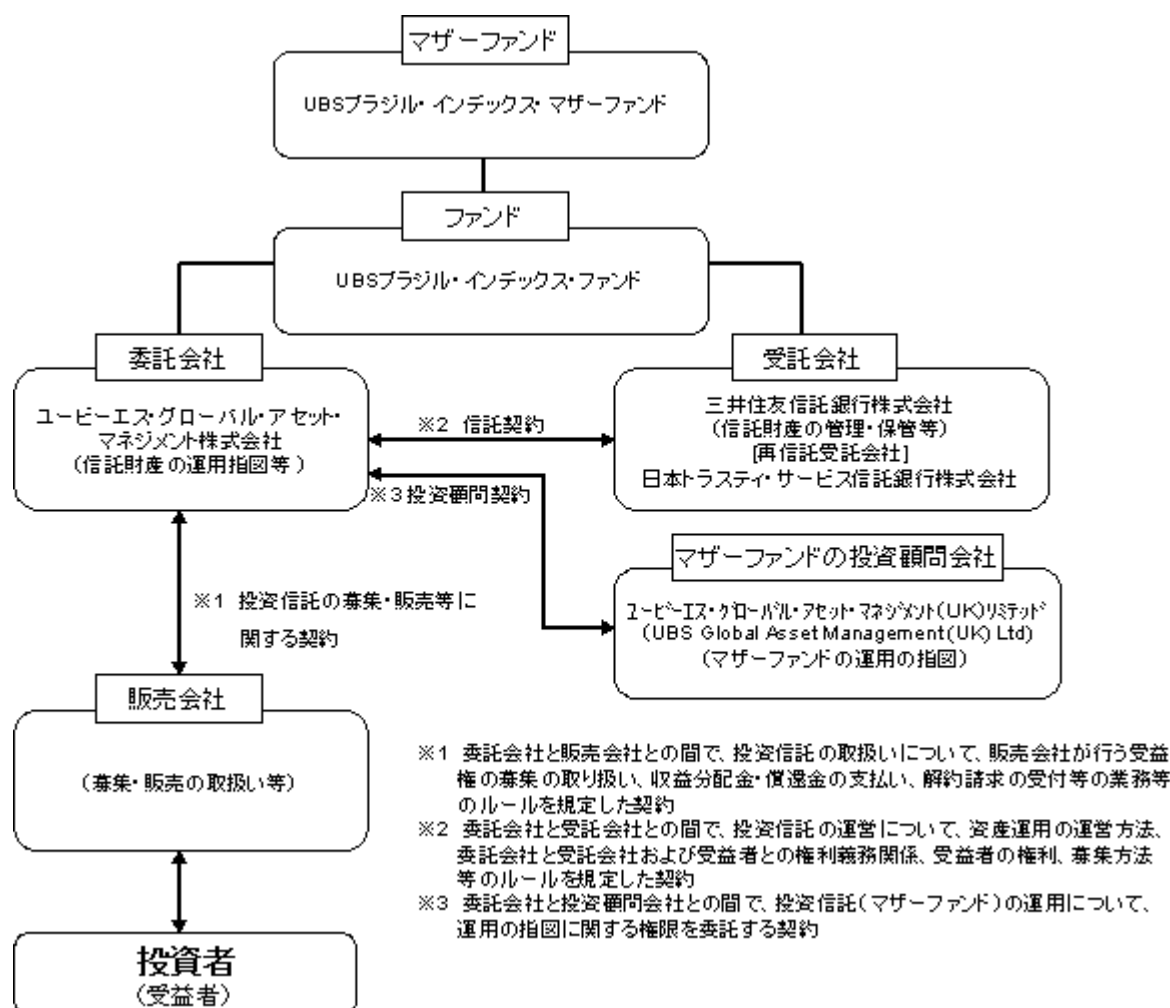 マザーファンド
UBSブラジル・インデックス・マザーファンド
ファンド
UBSブラジル・インデックス・ファンド
委託会社
ユービーエス・グローバル・アセット・
マネジメント株式会社
(信託財産の運用指図等)
※2 信託契約
受託会社
三井住友信託銀行株式会社
(信託財産の管理・保管等)
[再信託受託会社]
日本トラスティ・サービス信託銀行株式会社
※3投資顧問契約
マザーファンドの投資顧問会社
ユービーエス・グローバル・アセット・マネジメント(UK)リミテッド
(UBS Global Asset Management(UK) Ltd)
(マザーファンドの運用の指図)
※1 投資信託の募集・販売等に
関する契約
販売会社
(募集・販売の取扱い等)
投資者
(受益者)
※1 委託会社と販売会社との間で、投資信託の取扱いについて、販売会社が行う受益
権の募集の取り扱い、収益分配金・償還金の支払い、解約請求の受付等の業務等
のルールを規定した契約
※2 委託会社と受託会社との間で、投資信託の運営について、資産運用の運営方法、
委託会社と受託会社および受益者との権利義務関係、受益者の権利、募集方法
等のルールを規定した契約
※3 委託会社と投資顧問会社との間で、投資信託(マザーファンド)の運用について、
運用の指図に関する権限を委託する契約